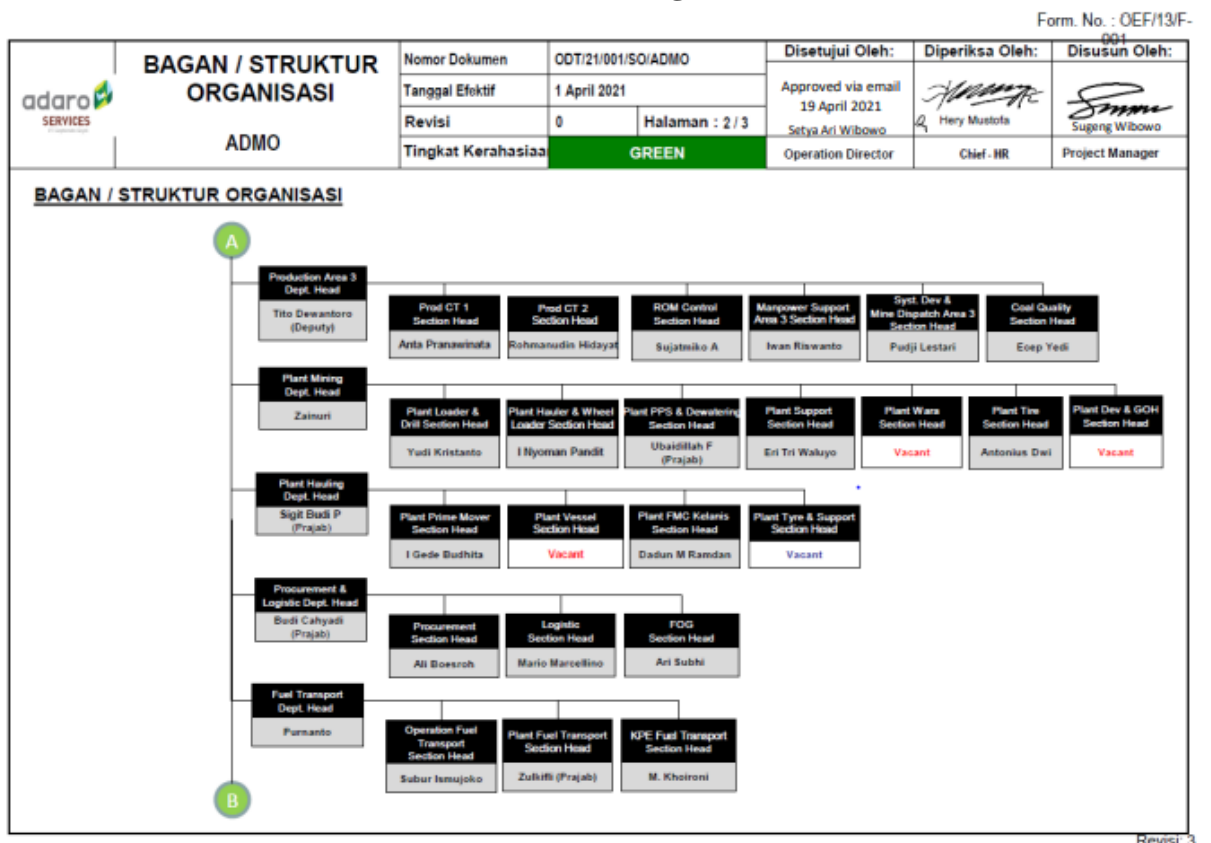 Form. No. : OEF/13/F-
001
adaro
SERVICES
BAGAN / STRUKTUR
ORGANISASI
ADMO
Nomor Dokumen
ODT/21/001/SO/ADMO
Tanggal Efektif
1 April 2021
Revisi
0
Halaman : 2 / 3
Tingkat Kerahasiaa
GREEN
Disetujui Oleh:
Diperiksa Oleh:
Disusun Oleh:
Approved via email
19 April 2021
Setya Ari Wibowo
Hery Mustofa
Sugeng Wibowo
Operation Director
Chief - HR
Project Manager
BAGAN / STRUKTUR ORGANISASI
A
Production Area 3
Dept. Head
Tito Dewantoro
(Deputy)
Prod CT 1
Section Head
Anta Pranawinata
Prod CT 2
Section Head
Rohmanudin Hidayat
ROM Control
Section Head
Sujatmiko A
Manpower Support
Area 3 Section Head
Iwan Riswanto
Syst. Dev &
Mine Dispatch Area 3
Section Head
Pudji Lestari
Coal Quality
Section Head
Ecep Yedi
Plant Mining
Dept. Head
Zainuri
Plant Loader &
Drill Section Head
Yudi Kristanto
Plant Hauler & Wheel
Loader Section Head
I Nyoman Pandit
Plant PPS & Dewatering
Section Head
Ubaidillah F
(Prajab)
Plant Support
Section Head
Eri Tri Waluyo
Plant Wara
Section Head
Vacant
Plant Tire
Section Head
Antonius Dwi
Plant Dev & GOH
Section Head
Vacant
Plant Hauling
Dept. Head
Sigit Budi P
(Prajab)
Plant Prime Mover
Section Head
I Gede Budhita
Plant Vessel
Section Head
Vacant
Plant FMC Kelanis
Section Head
Dadun M Ramdan
Plant Tyre & Support
Section Head
Vacant
Procurement &
Logistic Dept. Head
Budi Cahyadi
(Prajab)
Procurement
Section Head
Ali Boesroh
Logistic
Section Head
Mario Marcellino
FOG
Section Head
Ari Subhi
Fuel Transport
Dept. Head
Purnanto
Operation Fuel
Transport
Section Head
Subur Ismujoko
Plant Fuel Transport
Section Head
Zulkifli (Prajab)
KPE Fuel Transport
Section Head
M. Khoironi
B
Revisi: 3